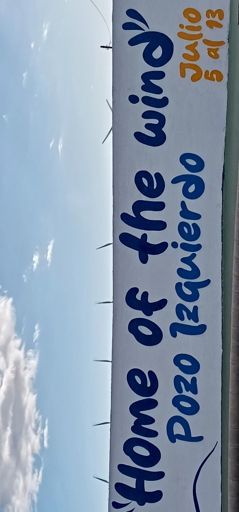 "Home of the wind"
Pozo Izquierdo
Julio
5 al 13